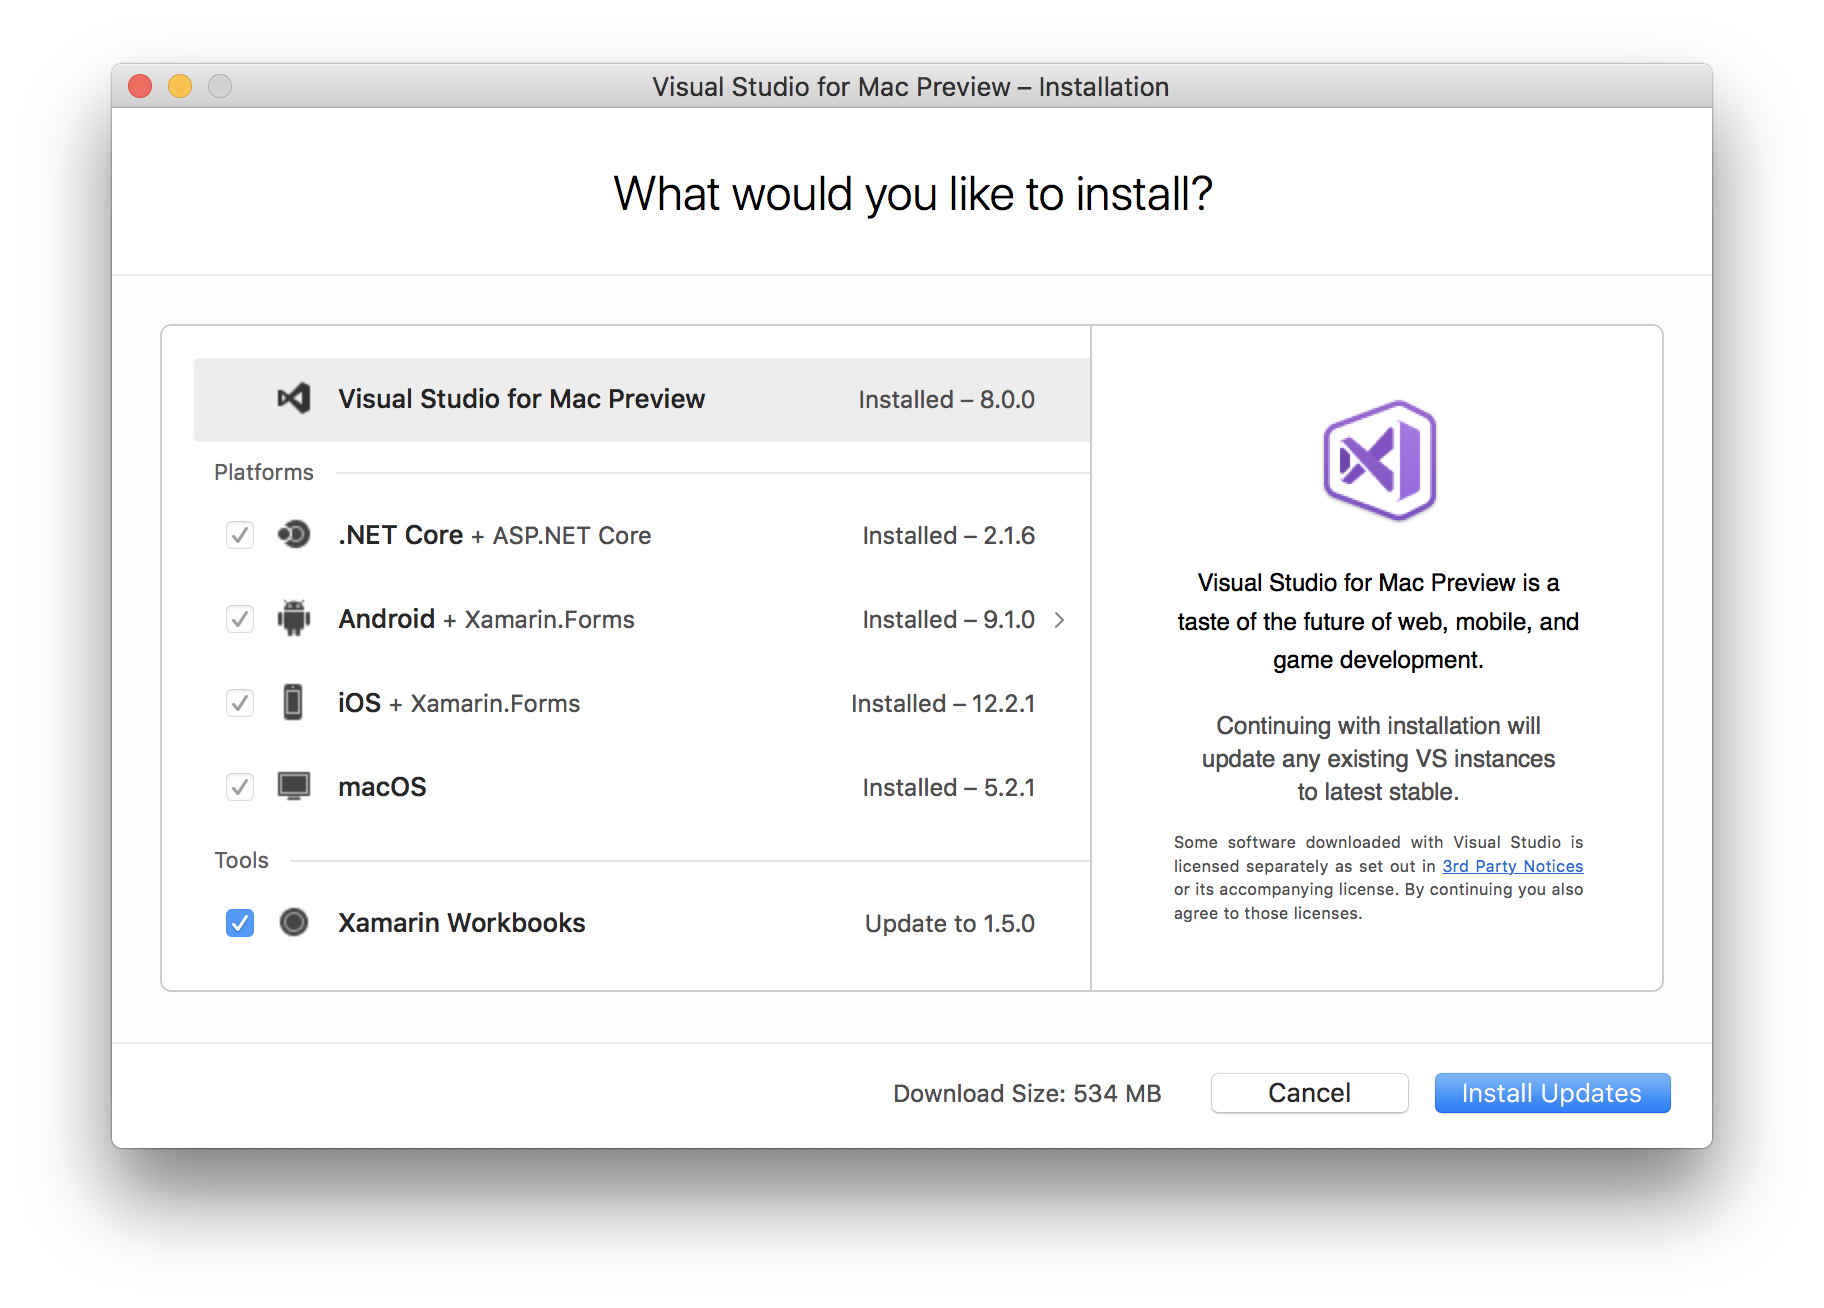 Visual Studio for Mac Preview – Installation
What would you like to install?
Visual Studio for Mac Preview Installed – 8.0.0
Platforms
.NET Core + ASP.NET Core Installed – 2.1.6
Android + Xamarin.Forms Installed – 9.1.0
iOS + Xamarin.Forms Installed – 12.2.1
macOS Installed – 5.2.1
Tools
Xamarin Workbooks Update to 1.5.0
Visual Studio for Mac Preview is a
taste of the future of web, mobile, and
game development.
Continuing with installation will
update any existing VS instances
to latest stable.
Some software downloaded with Visual Studio is
licensed separately as set out in 3rd Party Notices
or its accompanying license. By continuing you also
agree to those licenses.
Download Size: 534 MB Cancel Install Updates